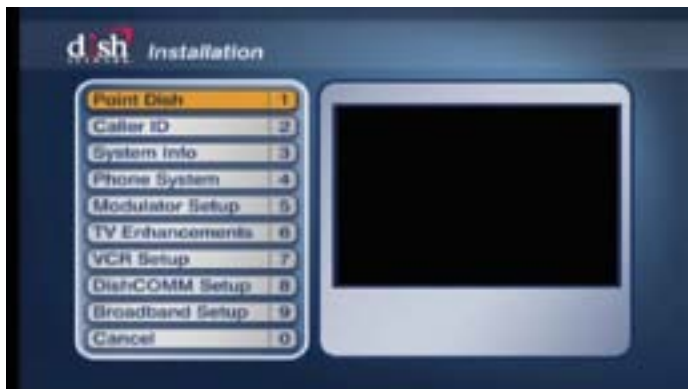 dish Installation
NETWORK
Point Dish 1
Caller ID 2
System Info 3
Phone System 4
Modulator Setup 5
TV Enhancements 6
VCR Setup 7
DishCOMM Setup 8
Broadband Setup 9
Cancel 0